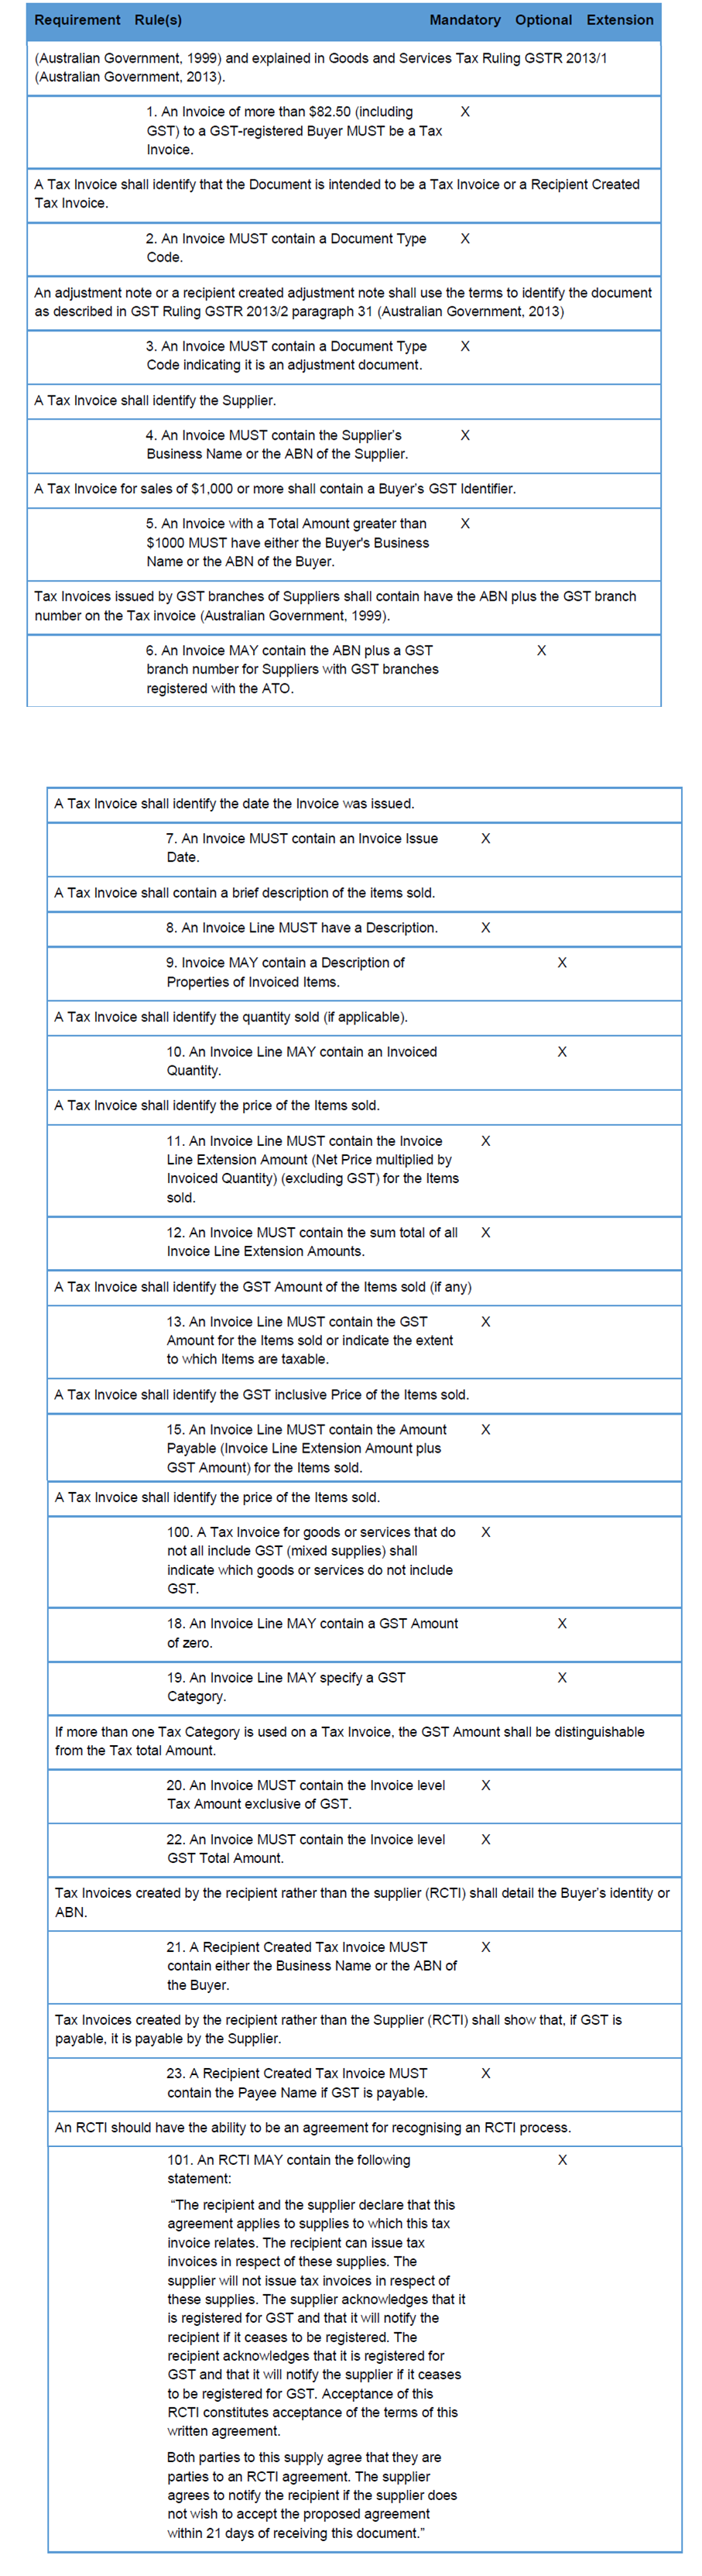 Requirement Rule(s) Mandatory Optional Extension
(Australian Government, 1999) and explained in Goods and Services Tax Ruling GSTR 2013/1
(Australian Government, 2013).
1. An Invoice of more than $82.50 (including X
GST) to a GST-registered Buyer MUST be a Tax
Invoice.
A Tax Invoice shall identify that the Document is intended to be a Tax Invoice or a Recipient Created
Tax Invoice.
2. An Invoice MUST contain a Document Type X
Code.
An adjustment note or a recipient created adjustment note shall use the terms to identify the document
as described in GST Ruling GSTR 2013/2 paragraph 31 (Australian Government, 2013)
3. An Invoice MUST contain a Document Type X
Code indicating it is an adjustment document.
A Tax Invoice shall identify the Supplier.
4. An Invoice MUST contain the Supplier's X
Business Name or the ABN of the Supplier.
A Tax Invoice for sales of $1,000 or more shall contain a Buyer's GST Identifier.
5. An Invoice with a Total Amount greater than X
$1000 MUST have either the Buyer's Business
Name or the ABN of the Buyer.
Tax Invoices issued by GST branches of Suppliers shall contain have the ABN plus the GST branch
number on the Tax invoice (Australian Government, 1999).
6. An Invoice MAY contain the ABN plus a GST X
branch number for Suppliers with GST branches
registered with the ATO.
A Tax Invoice shall identify the date the Invoice was issued.
7. An Invoice MUST contain an Invoice Issue X
Date.
A Tax Invoice shall contain a brief description of the items sold.
8. An Invoice Line MUST have a Description. X
9. Invoice MAY contain a Description of X
Properties of Invoiced Items.
A Tax Invoice shall identify the quantity sold (if applicable).
10. An Invoice Line MAY contain an Invoiced X
Quantity.
A Tax Invoice shall identify the price of the Items sold.
11. An Invoice Line MUST contain the Invoice X
Line Extension Amount (Net Price multiplied by
Invoiced Quantity) (excluding GST) for the Items
sold.
12. An Invoice MUST contain the sum total of all X
Invoice Line Extension Amounts.
A Tax Invoice shall identify the GST Amount of the Items sold (if any)
13. An Invoice Line MUST contain the GST X
Amount for the Items sold or indicate the extent
to which Items are taxable.
A Tax Invoice shall identify the GST inclusive Price of the Items sold.
15. An Invoice Line MUST contain the Amount X
Payable (Invoice Line Extension Amount plus
GST Amount) for the Items sold.
A Tax Invoice shall identify the price of the Items sold.
100. A Tax Invoice for goods or services that do X
not all include GST (mixed supplies) shall
indicate which goods or services do not include
GST.
18. An Invoice Line MAY contain a GST Amount X
of zero.
19. An Invoice Line MAY specify a GST X
Category.
If more than one Tax Category is used on a Tax Invoice, the GST Amount shall be distinguishable
from the Tax total Amount.
20. An Invoice MUST contain the Invoice level X
Tax Amount exclusive of GST.
22. An Invoice MUST contain the Invoice level X
GST Total Amount.
Tax Invoices created by the recipient rather than the supplier (RCTI) shall detail the Buyer's identity or
ABN.
21. A Recipient Created Tax Invoice MUST X
contain either the Business Name or the ABN of
the Buyer.
Tax Invoices created by the recipient rather than the Supplier (RCTI) shall show that, if GST is
payable, it is payable by the Supplier.
23. A Recipient Created Tax Invoice MUST X
contain the Payee Name if GST is payable.
An RCTI should have the ability to be an agreement for recognising an RCTI process.
101. An RCTI MAY contain the following X
statement:
“The recipient and the supplier declare that this
agreement applies to supplies to which this tax
invoice relates. The recipient can issue tax
invoices in respect of these supplies. The
supplier will not issue tax invoices in respect of
these supplies. The supplier acknowledges that it
is registered for GST and that it will notify the
recipient if it ceases to be registered. The
recipient acknowledges that it is registered for
GST and that it will notify the supplier if it ceases
to be registered for GST. Acceptance of this
RCTI constitutes acceptance of the terms of this
written agreement.
Both parties to this supply agree that they are
parties to an RCTI agreement. The supplier
agrees to notify the recipient if the supplier does
not wish to accept the proposed agreement
within 21 days of receiving this document.”